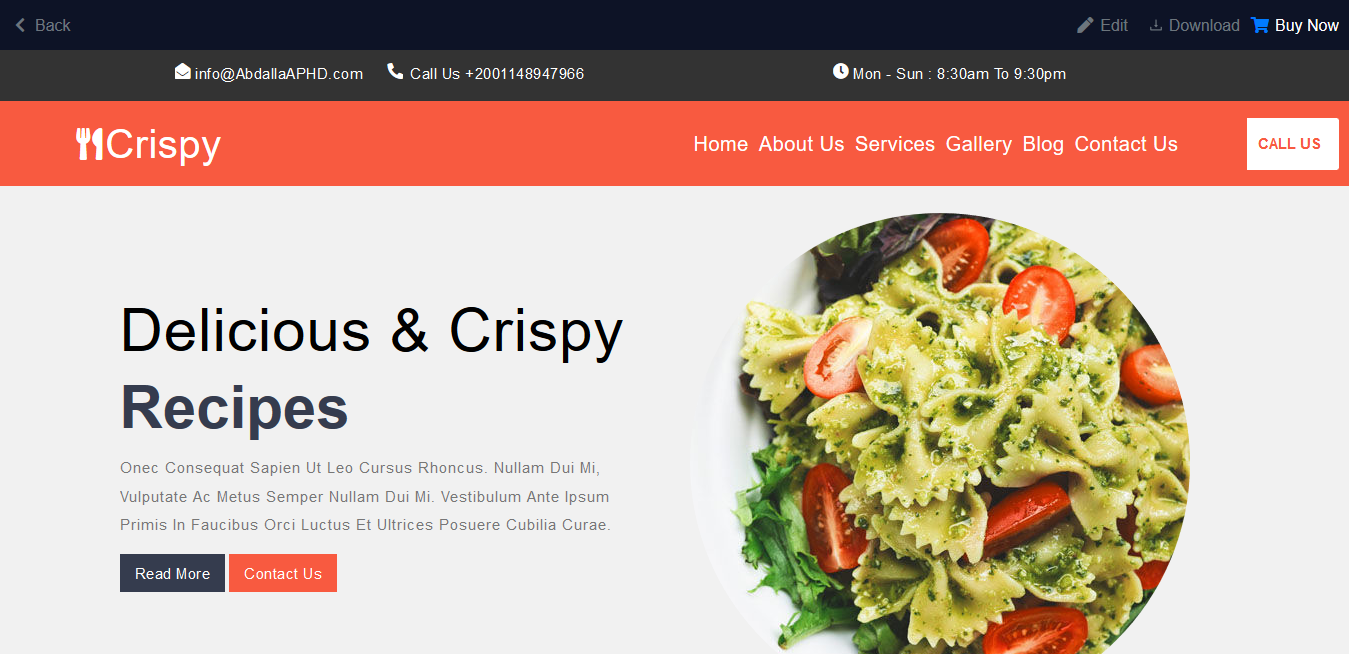 Back
Edit Download Buy Now
info@AbdallaAPHD.com Call Us +2001148947966 Mon - Sun : 8:30am To 9:30pm
Crispy
Home About Us Services Gallery Blog Contact Us
CALL US
Delicious & Crispy
Recipes
Onec Consequat Sapien Ut Leo Cursus Rhoncus. Nullam Dui Mi,
Vulputate Ac Metus Semper Nullam Dui Mi. Vestibulum Ante Ipsum
Primis In Faucibus Orci Luctus Et Ultrices Posuere Cubilia Curae.
Read More Contact Us